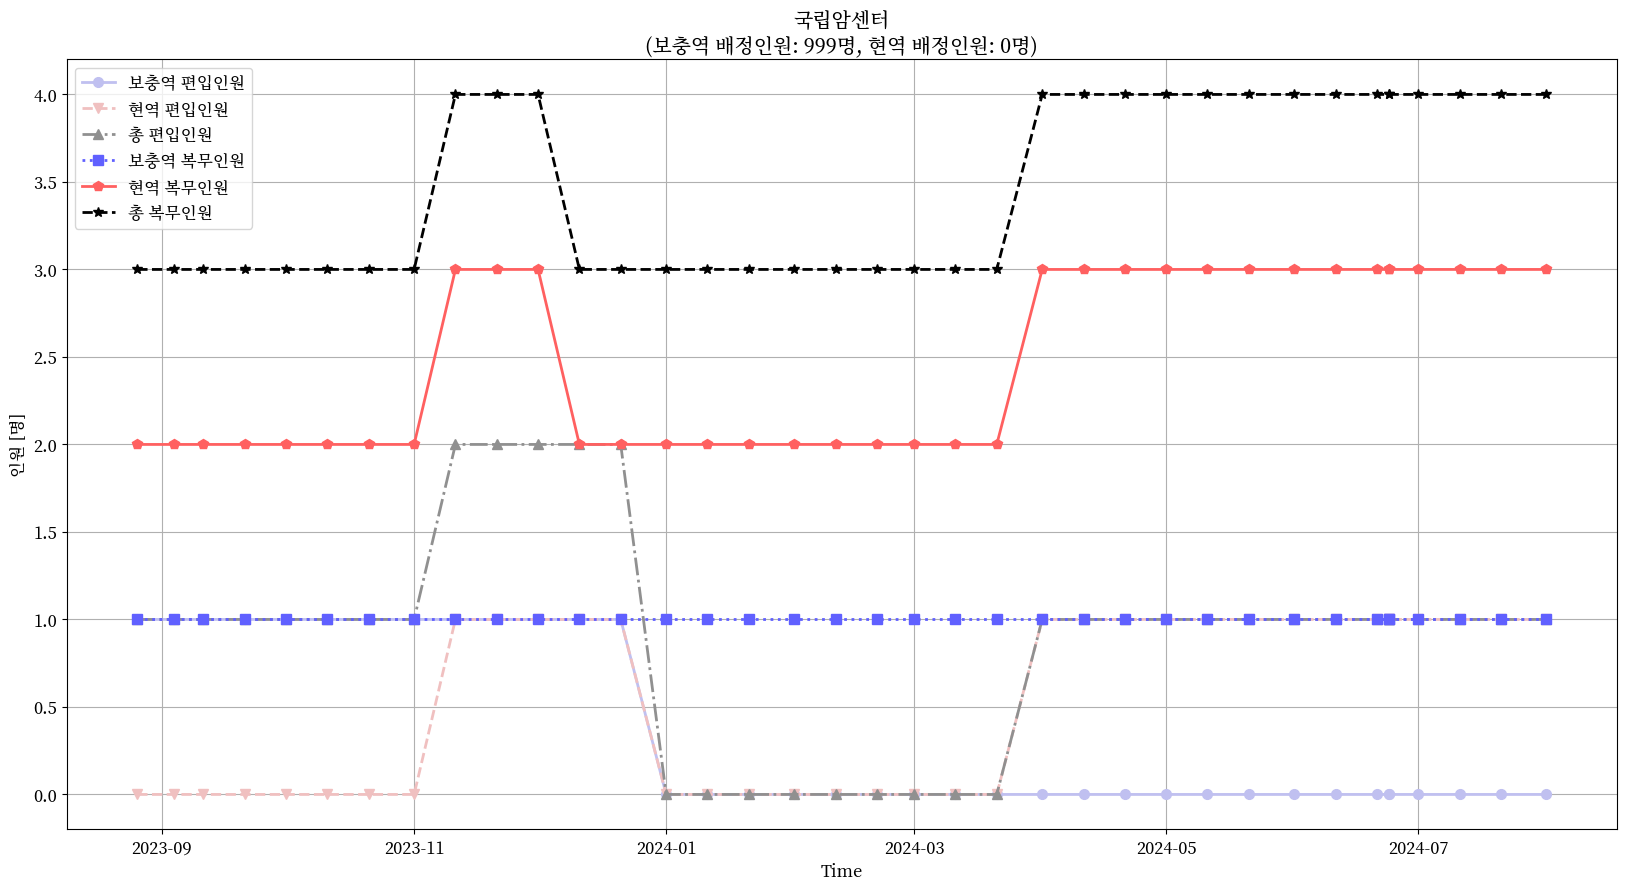 국립암센터
(보충역 배정인원: 999명, 현역 배정인원: 0명)
보충역 편입인원
현역 편입인원
총 편입인원
보충역 복무인원
현역 복무인원
총 복무인원
인원 [명]
4.0
3.5
3.0
2.5
2.0
1.5
1.0
0.5
0.0
2023-09
2023-11
2024-01
2024-03
2024-05
2024-07
Time